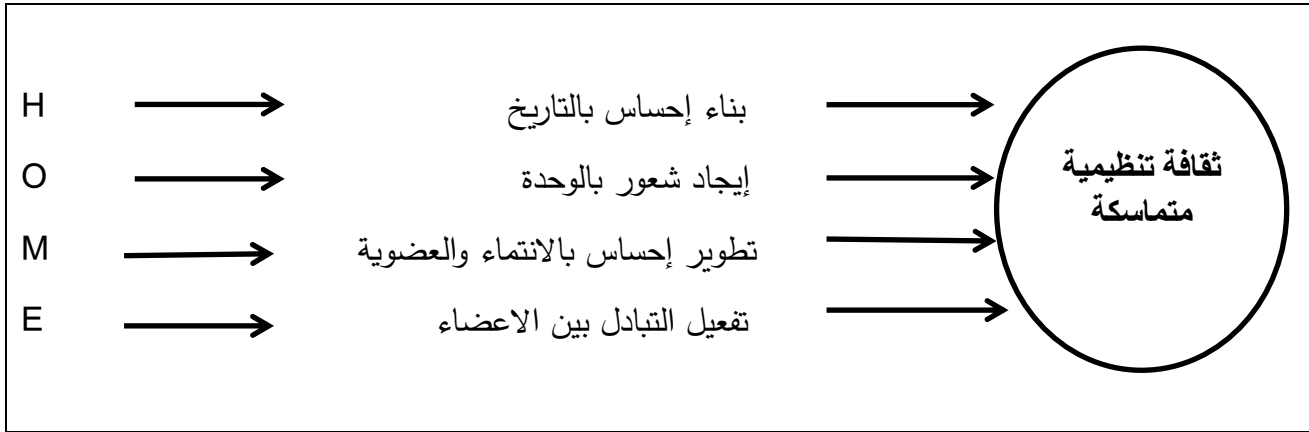 H
بناء إحساس بالتاريخ
O
إيجاد شعور بالوحدة
M
تطوير إحساس بالانتماء والعضوية
E
تفعيل التبادل بين الاعضاء
ثقافة تنظيمية
متماسكة